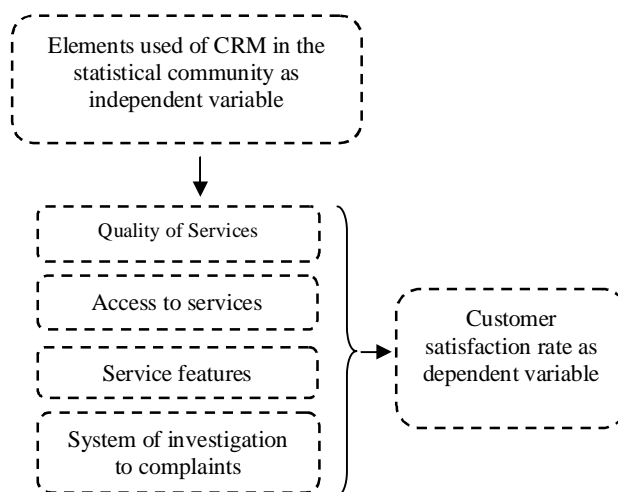 Elements used of CRM in the
statistical community as
independent variable
Quality of Services
Access to services
Service features
System of investigation
to complaints
Customer
satisfaction rate as
dependent variable